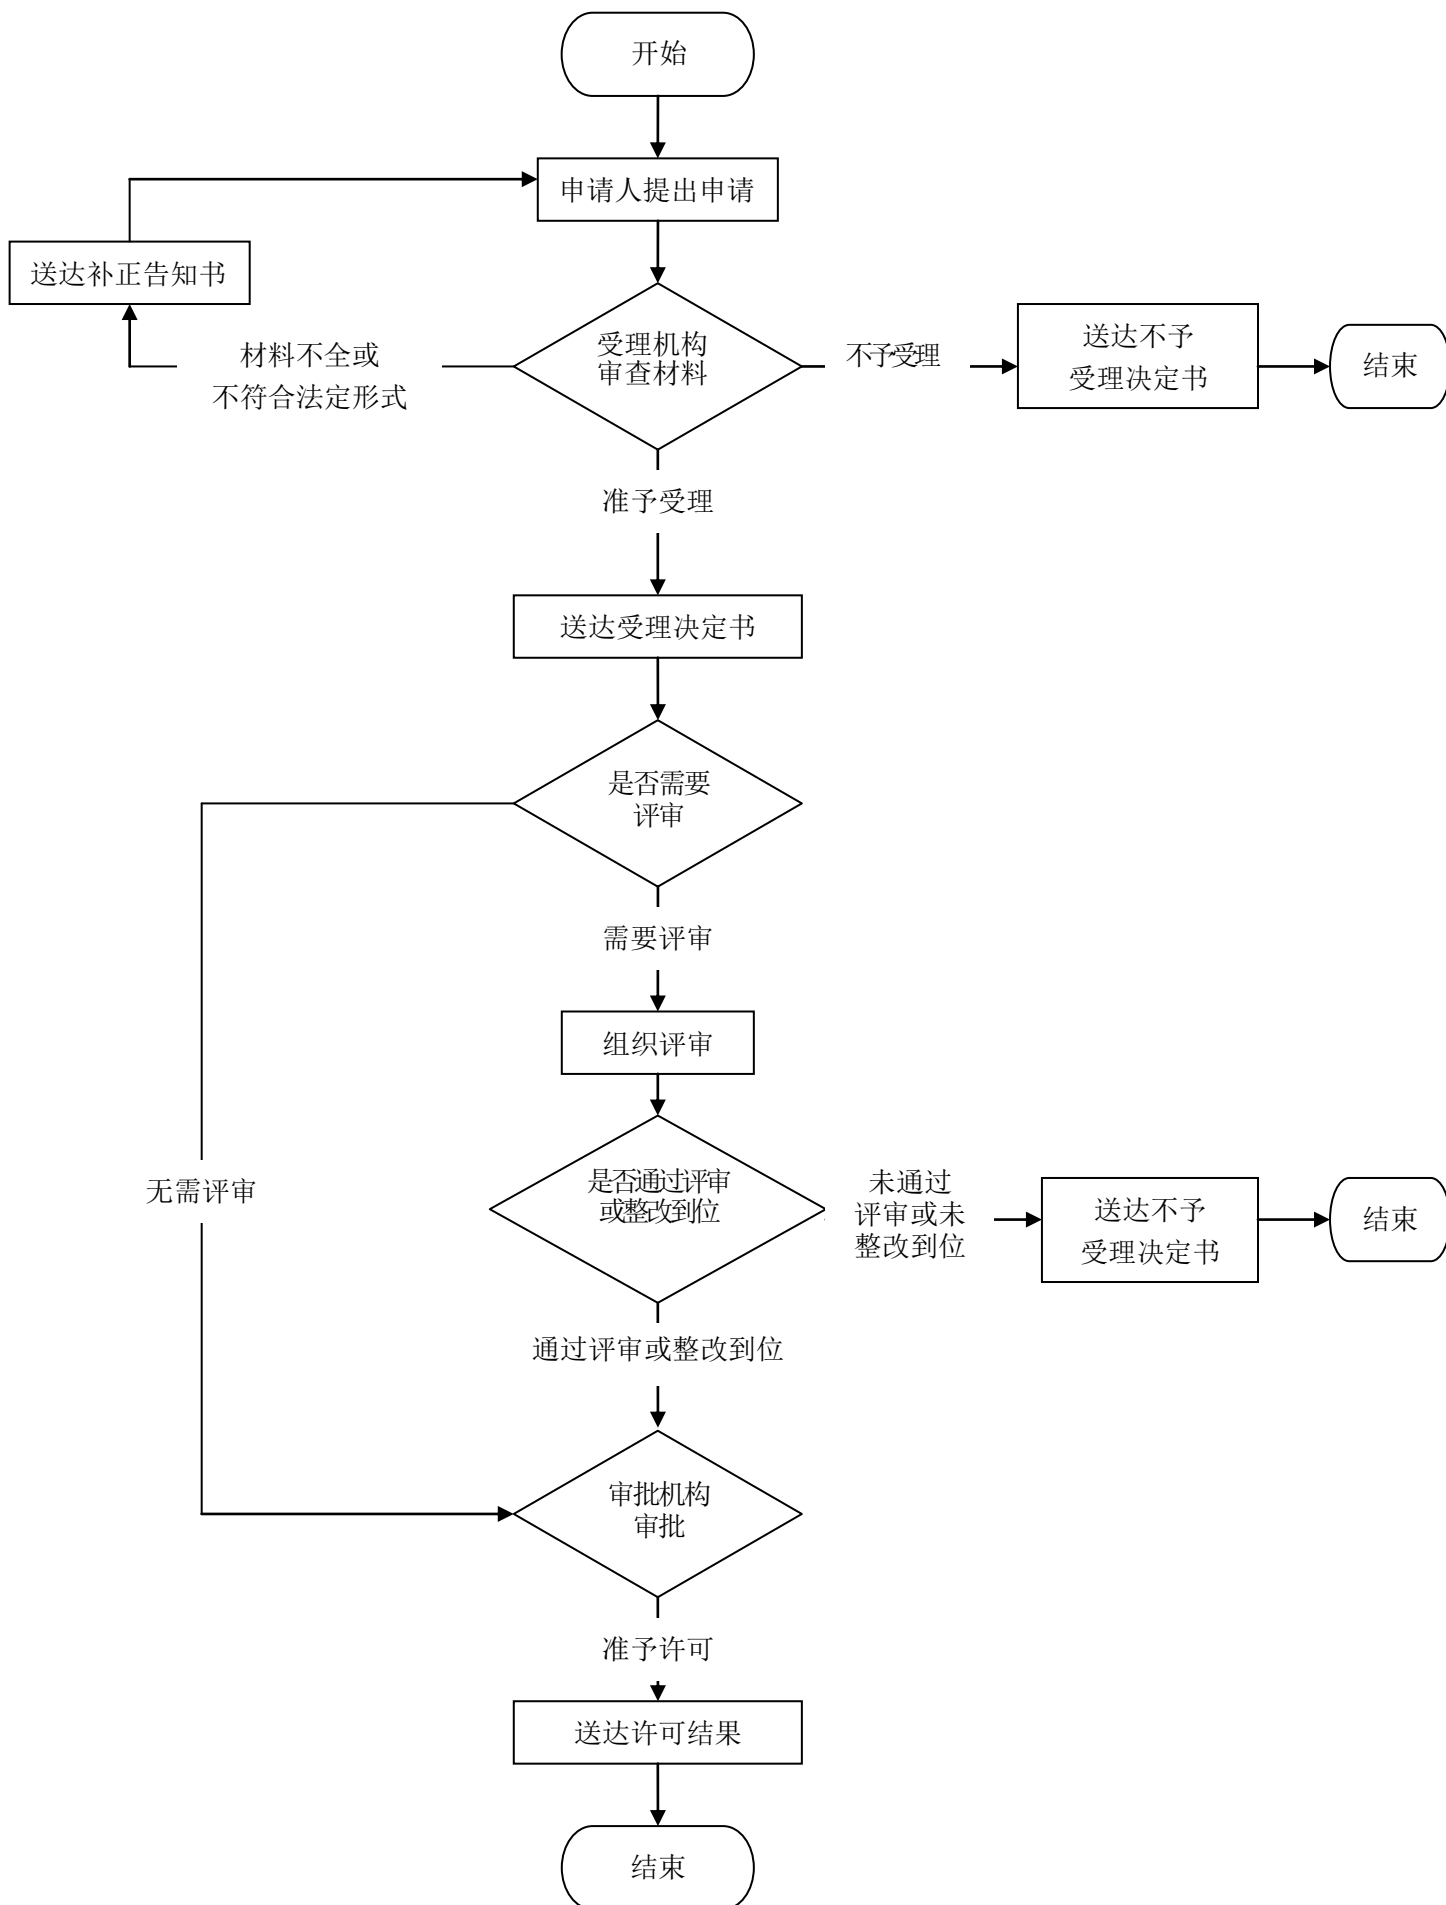 开始
申请人提出申请
送达补正告知书
材料不全或
不符合法定形式
受理机构
审查材料
不予受理
送达不予
受理决定书
结束
准予受理
送达受理决定书
是否需要
评审
需要评审
组织评审
无需评审
是否通过评审
或整改到位
未通过
评审或未
整改到位
送达不予
受理决定书
结束
通过评审或整改到位
审批机构
审批
准予许可
送达许可结果
结束